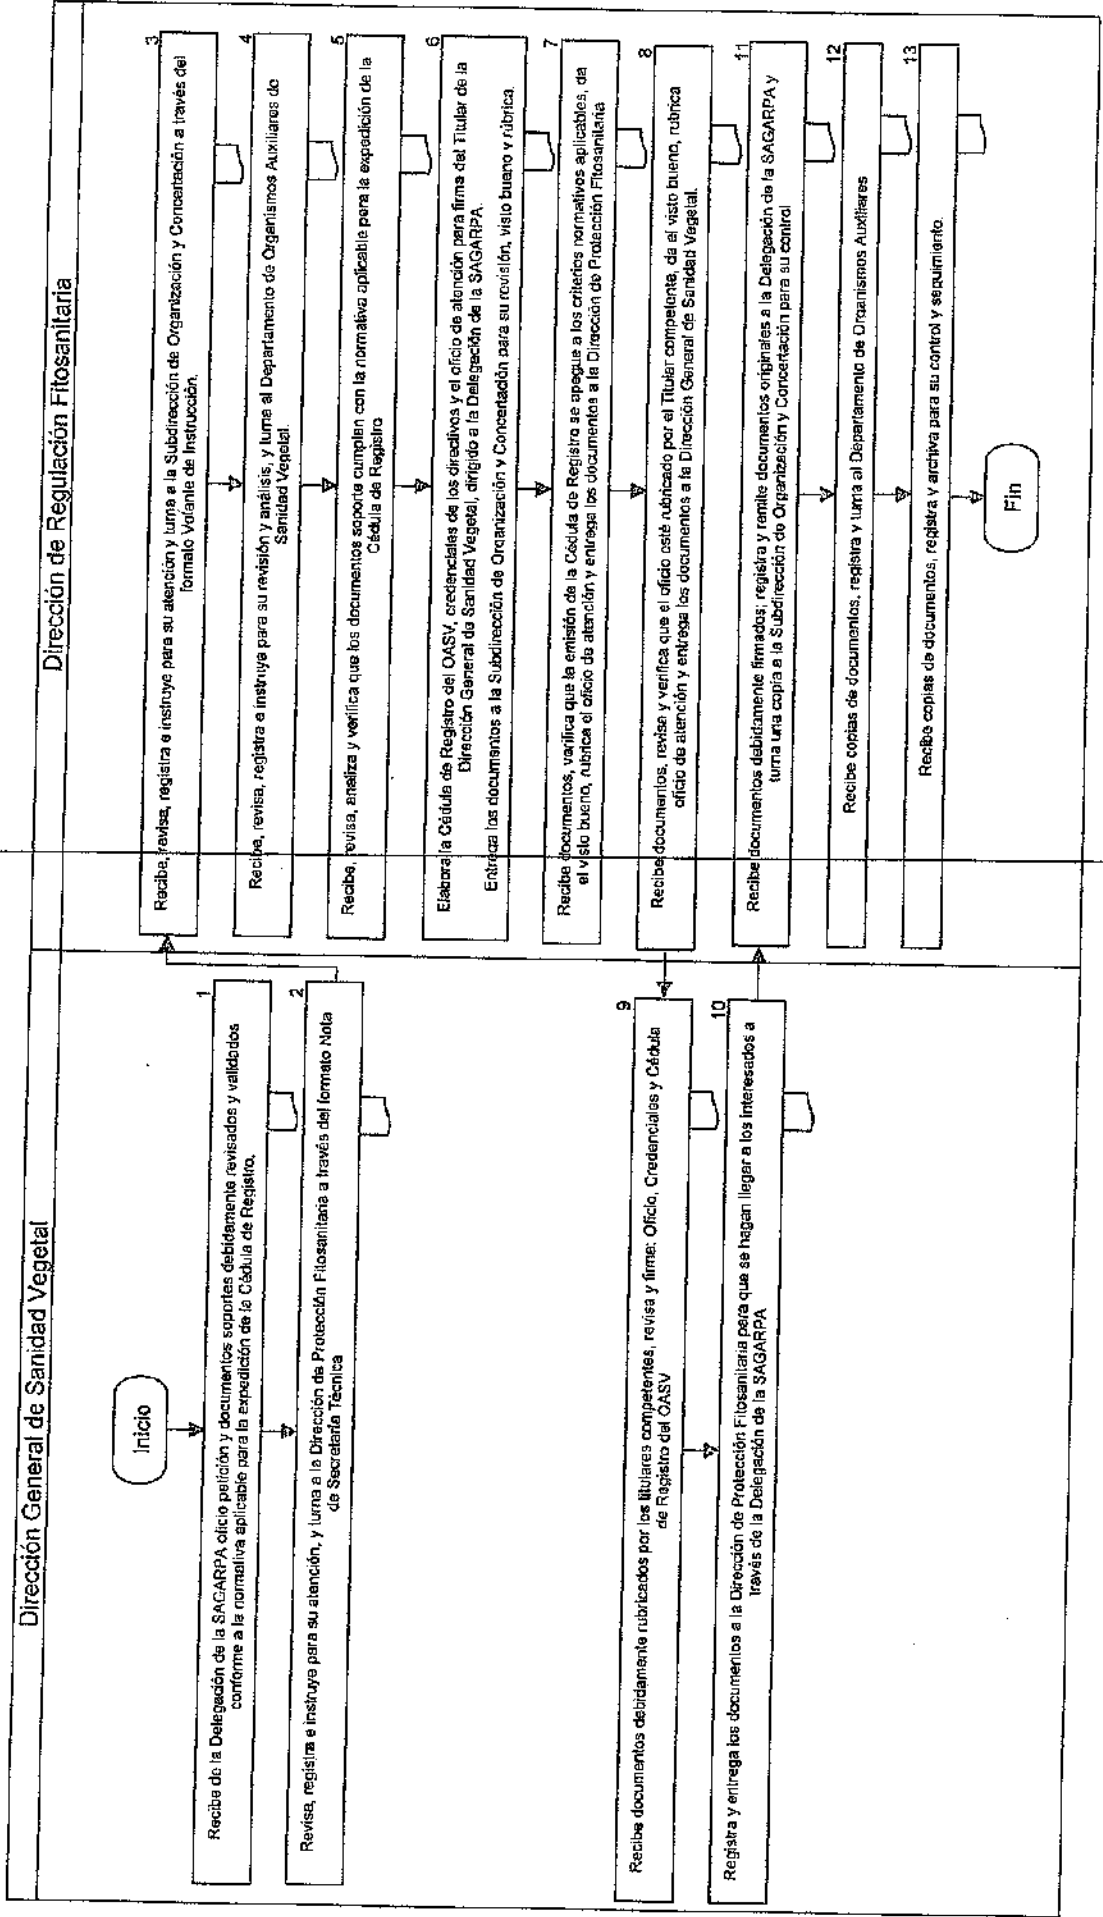 Dirección General de Sanidad Vegetal
Inicio
1
Recibe de la Delegación de la SAGARPA oficio petición y documentos soportes debidamente revisados y validados
conforme a la normativa aplicable para la expedición de la Cédula de Registro.
2
Revisa, registra e instruye para su atención, y turna a la Dirección de Protección Fitosanitaria a través del formato Nota
de Secretaría Técnica
9
Recibe documentos debidamente rubricados por los titulares competentes, revisa y firma: Oficio, Credenciales y Cédula
de Registro del OASV
10
Registra y entrega los documentos a la Dirección de Protección Fitosanitaria para que se hagan llegar a los interesados a
través de la Delegación de la SAGARPA
Dirección de Regulación Fitosanitaria
3
Recibe, revisa, registra e instruye para su atención y turna a la Subdirección de Organización y Concertación a través del
formato Volante de Instrucción.
4
Recibe, revisa, registra e instruye para su revisión y análisis, y turna al Departamento de Organismos Auxiliares de
Sanidad Vegetal.
5
Recibe, revisa, analiza y verifica que los documentos soporte cumplan con la normativa aplicable para la expedición de la
Cédula de Registro
6
Elabora la Cédula de Registro del OASV, credenciales de los directivos y el oficio de atención para firma del Titular de la
Dirección General de Sanidad Vegetal, dirigido a la Delegación de la SAGARPA.
Entrega los documentos a la Subdirección de Organización y Concertación para su revisión, visto bueno y rúbrica.
7
Recibe documentos, verifica que la emisión de la Cédula de Registro se apegue a los criterios normativos aplicables, da
el visto bueno, rubrica el oficio de atención y entrega los documentos a la Dirección de Protección Fitosanitaria
8
Recibe documentos, revisa y verifica que el oficio esté rubricado por el Titular competente, da el visto bueno, rubrica
oficio de atención y entrega los documentos a la Dirección General de Sanidad Vegetal.
11
Recibe documentos debidamente firmados; registra y remite documentos originales a la Delegación de la SAGARPA y
turna una copia a la Subdirección de Organización y Concertación para su control
12
Recibe copias de documentos, registra y turna al Departamento de Organismos Auxiliares
13
Recibe copias de documentos, registra y archiva para su control y seguimiento.
Fin